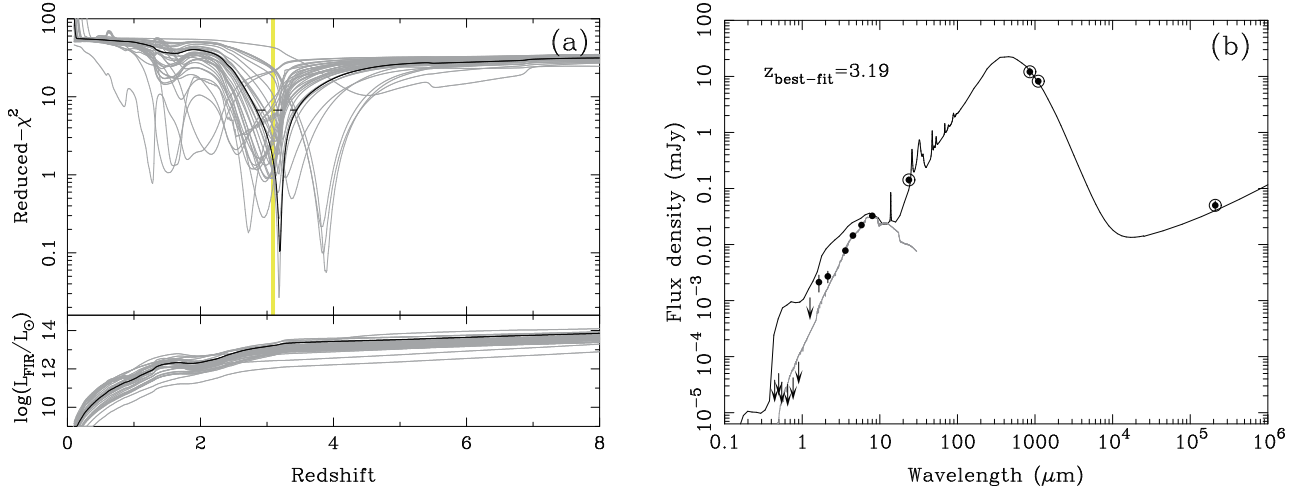 100
10
1
0.1
Reduced-χ²
(a)
14
12
10
log(L_FIR/L_⊙)
0 2 4 6 8
Redshift
100
10
1
0.1
0.01
10⁻³
10⁻⁴
10⁻⁵
Flux density (mJy)
(b)
z_best-fit=3.19
0.1 1 10 100 1000 10⁴ 10⁵ 10⁶
Wavelength (μm)